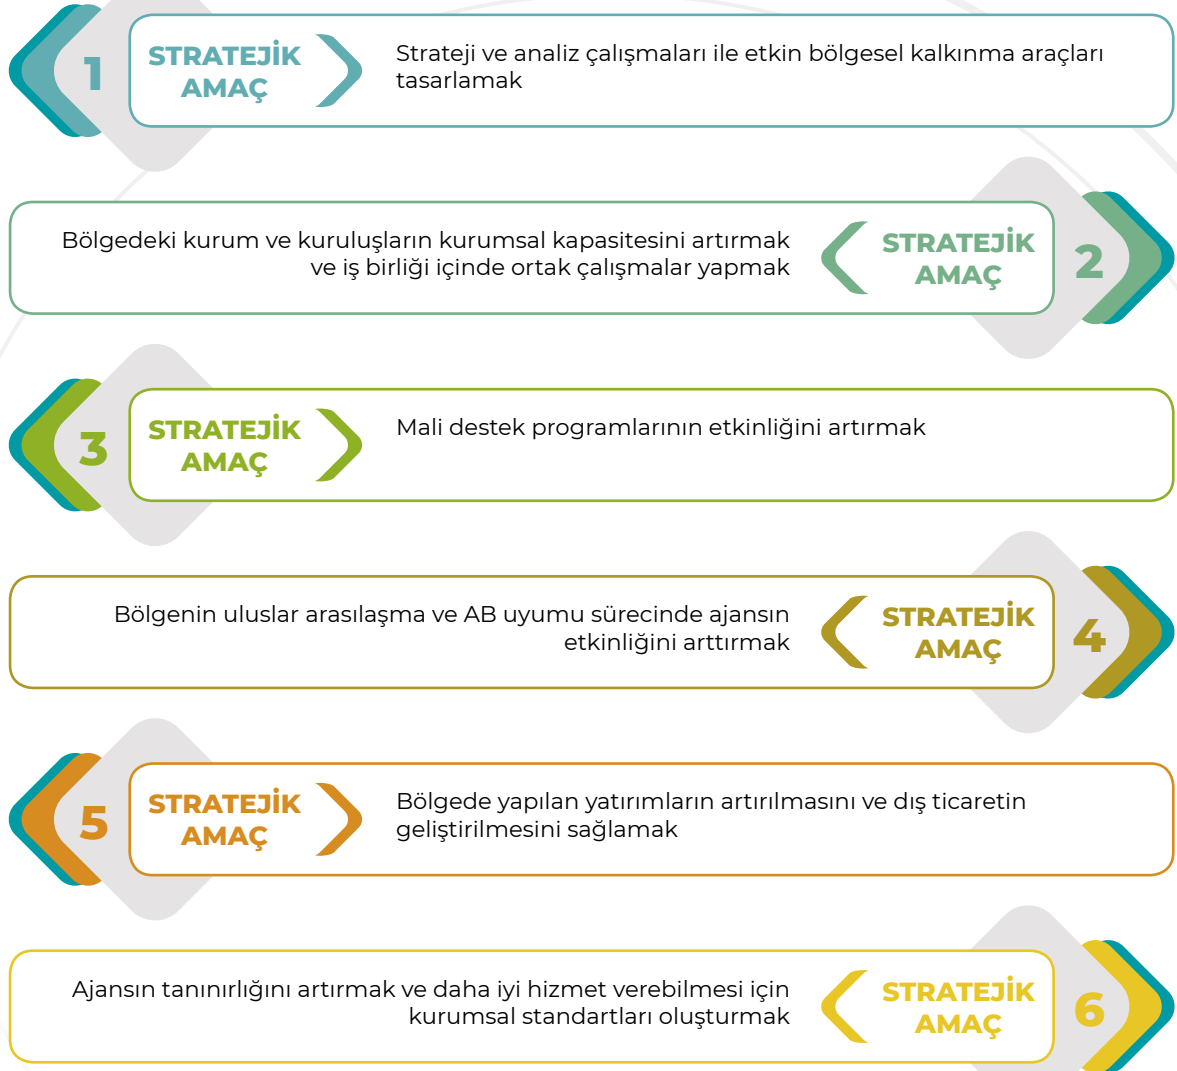 1
STRATEJİK
AMAÇ
Strateji ve analiz çalışmaları ile etkin bölgesel kalkınma araçları
tasarlamak
Bölgedeki kurum ve kuruluşların kurumsal kapasitesini artırmak
ve iş birliği içinde ortak çalışmalar yapmak
STRATEJİK
AMAÇ
2
3
STRATEJİK
AMAÇ
Mali destek programlarının etkinliğini artırmak
Bölgenin uluslar arasılaşma ve AB uyumu sürecinde ajansın
etkinliğini arttırmak
STRATEJİK
AMAÇ
4
5
STRATEJİK
AMAÇ
Bölgede yapılan yatırımların artırılmasını ve dış ticaretin
geliştirilmesini sağlamak
Ajansın tanınırlığını artırmak ve daha iyi hizmet verebilmesi için
kurumsal standartları oluşturmak
STRATEJİK
AMAÇ
6